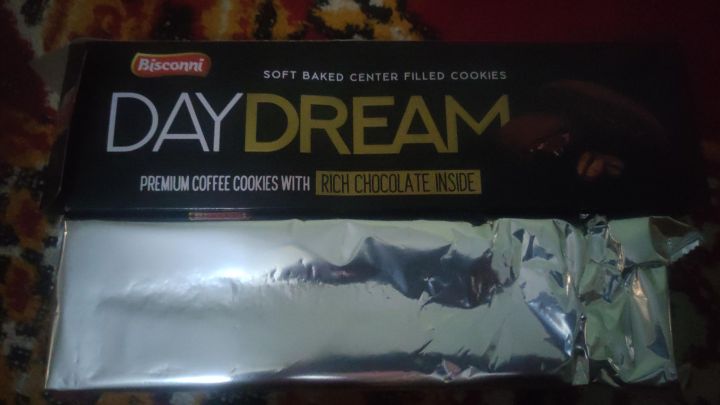 Bisconni
SOFT BAKED CENTER FILLED COOKIES
DAYDREAM
PREMIUM COFFEE COOKIES WITH RICH CHOCOLATE INSIDE